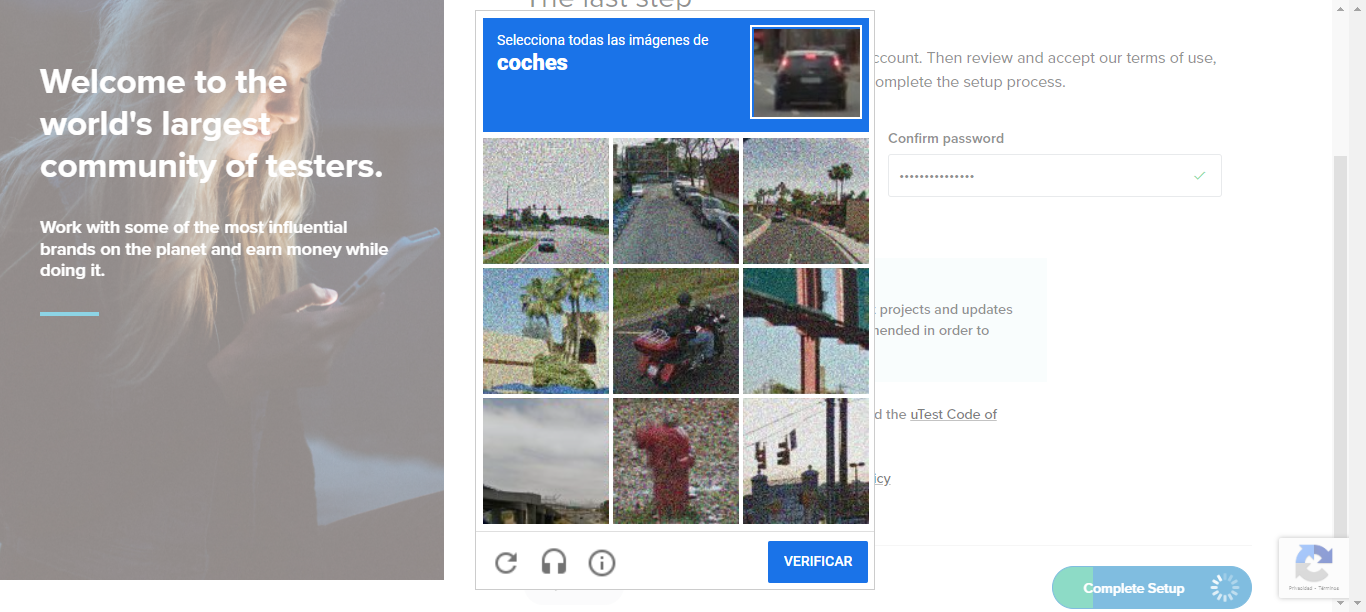 Welcome to the
world's largest
community of testers.
Work with some of the most influential
brands on the planet and earn money while
doing it.
The last step
Selecciona todas las imágenes de
coches
ccount. Then review and accept our terms of use,
omplete the setup process.
Confirm password
•••••••••••••••
projects and updates
nended in order to
d the uTest Code of
icy
VERIFICAR
Complete Setup
Privacidad - Términos